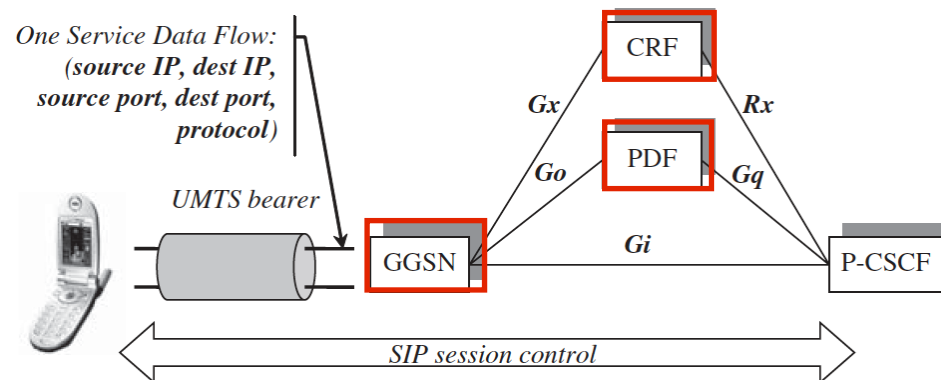 One Service Data Flow:
(source IP, dest IP,
source port, dest port,
protocol)
CRF
Gx
Rx
PDF
Go
Gq
UMTS bearer
GGSN
Gi
P-CSCF
SIP session control